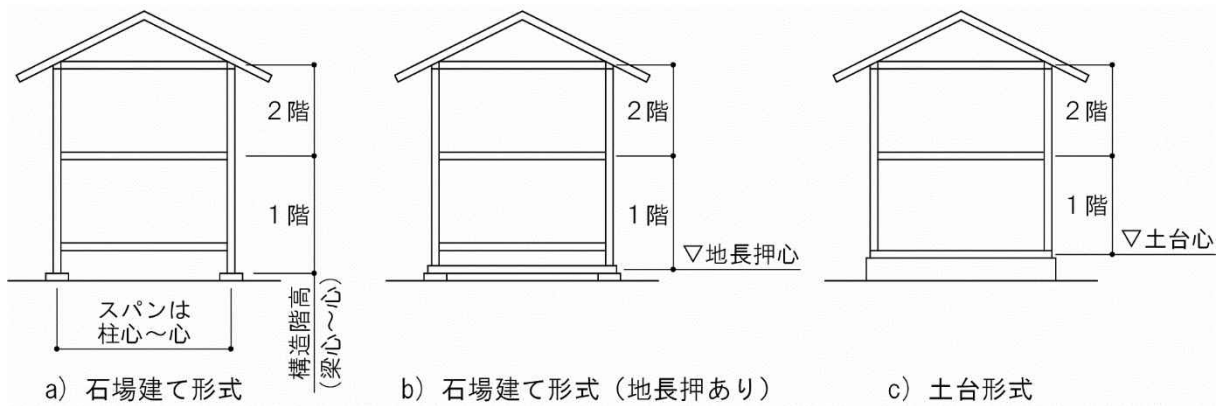 2階
1階
スパンは
柱心～心
構造階高
(梁心～心)
a) 石場建て形式
2階
1階
▽地長押心
b) 石場建て形式（地長押あり）
2階
1階
▽土台心
c) 土台形式